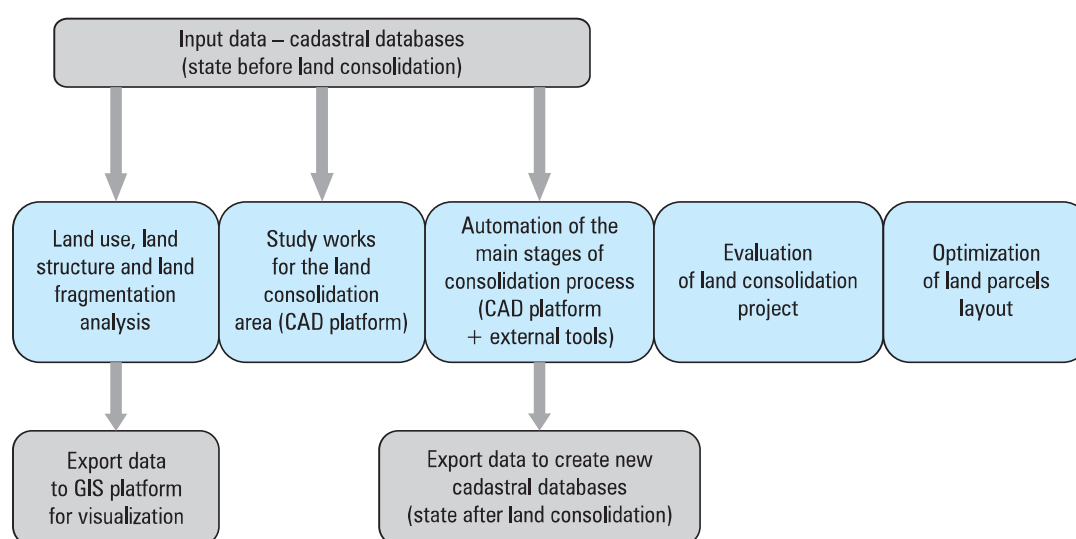 Input data – cadastral databases
(state before land consolidation)
Land use, land
structure and land
fragmentation
analysis
Study works
for the land
consolidation
area (CAD platform)
Automation of the
main stages of
consolidation process
(CAD platform
+ external tools)
Evaluation
of land consolidation
project
Optimization
of land parcels
layout
Export data
to GIS platform
for visualization
Export data to create new
cadastral databases
(state after land consolidation)